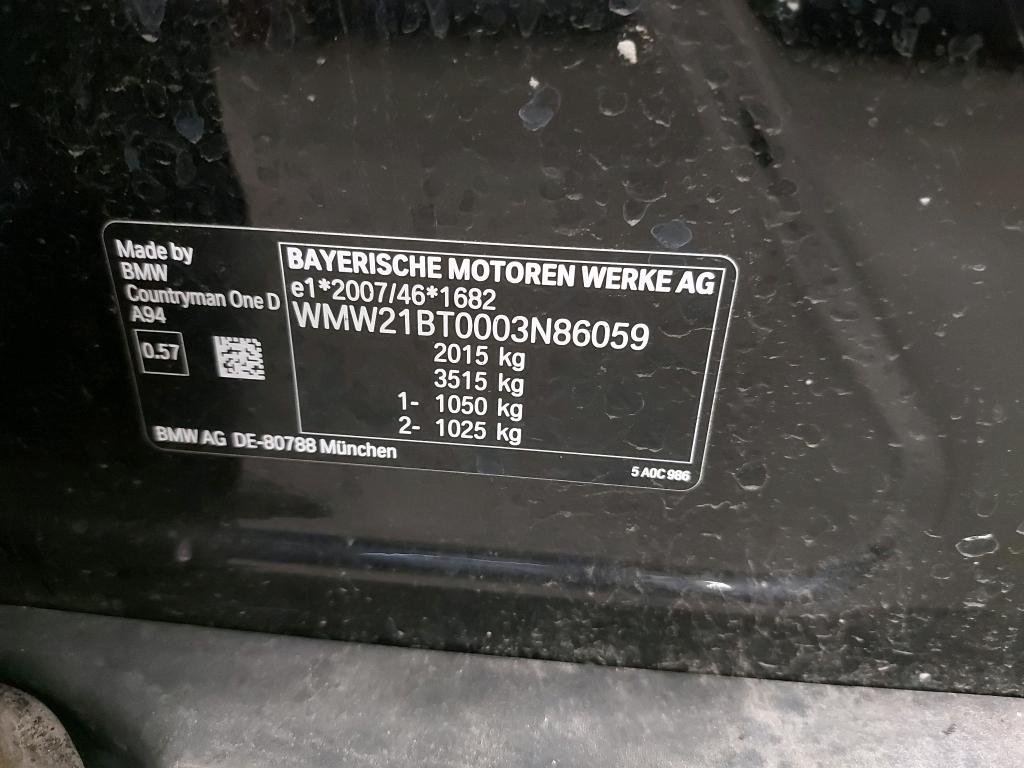 Made by
BMW
Countryman One D
A94
0.57
BAYERISCHE MOTOREN WERKE AG
e1*2007/46*1682
WMW21BT0003N86059
2015 kg
3515 kg
1- 1050 kg
2- 1025 kg
BMW AG DE-80788 München
5 A0C 986